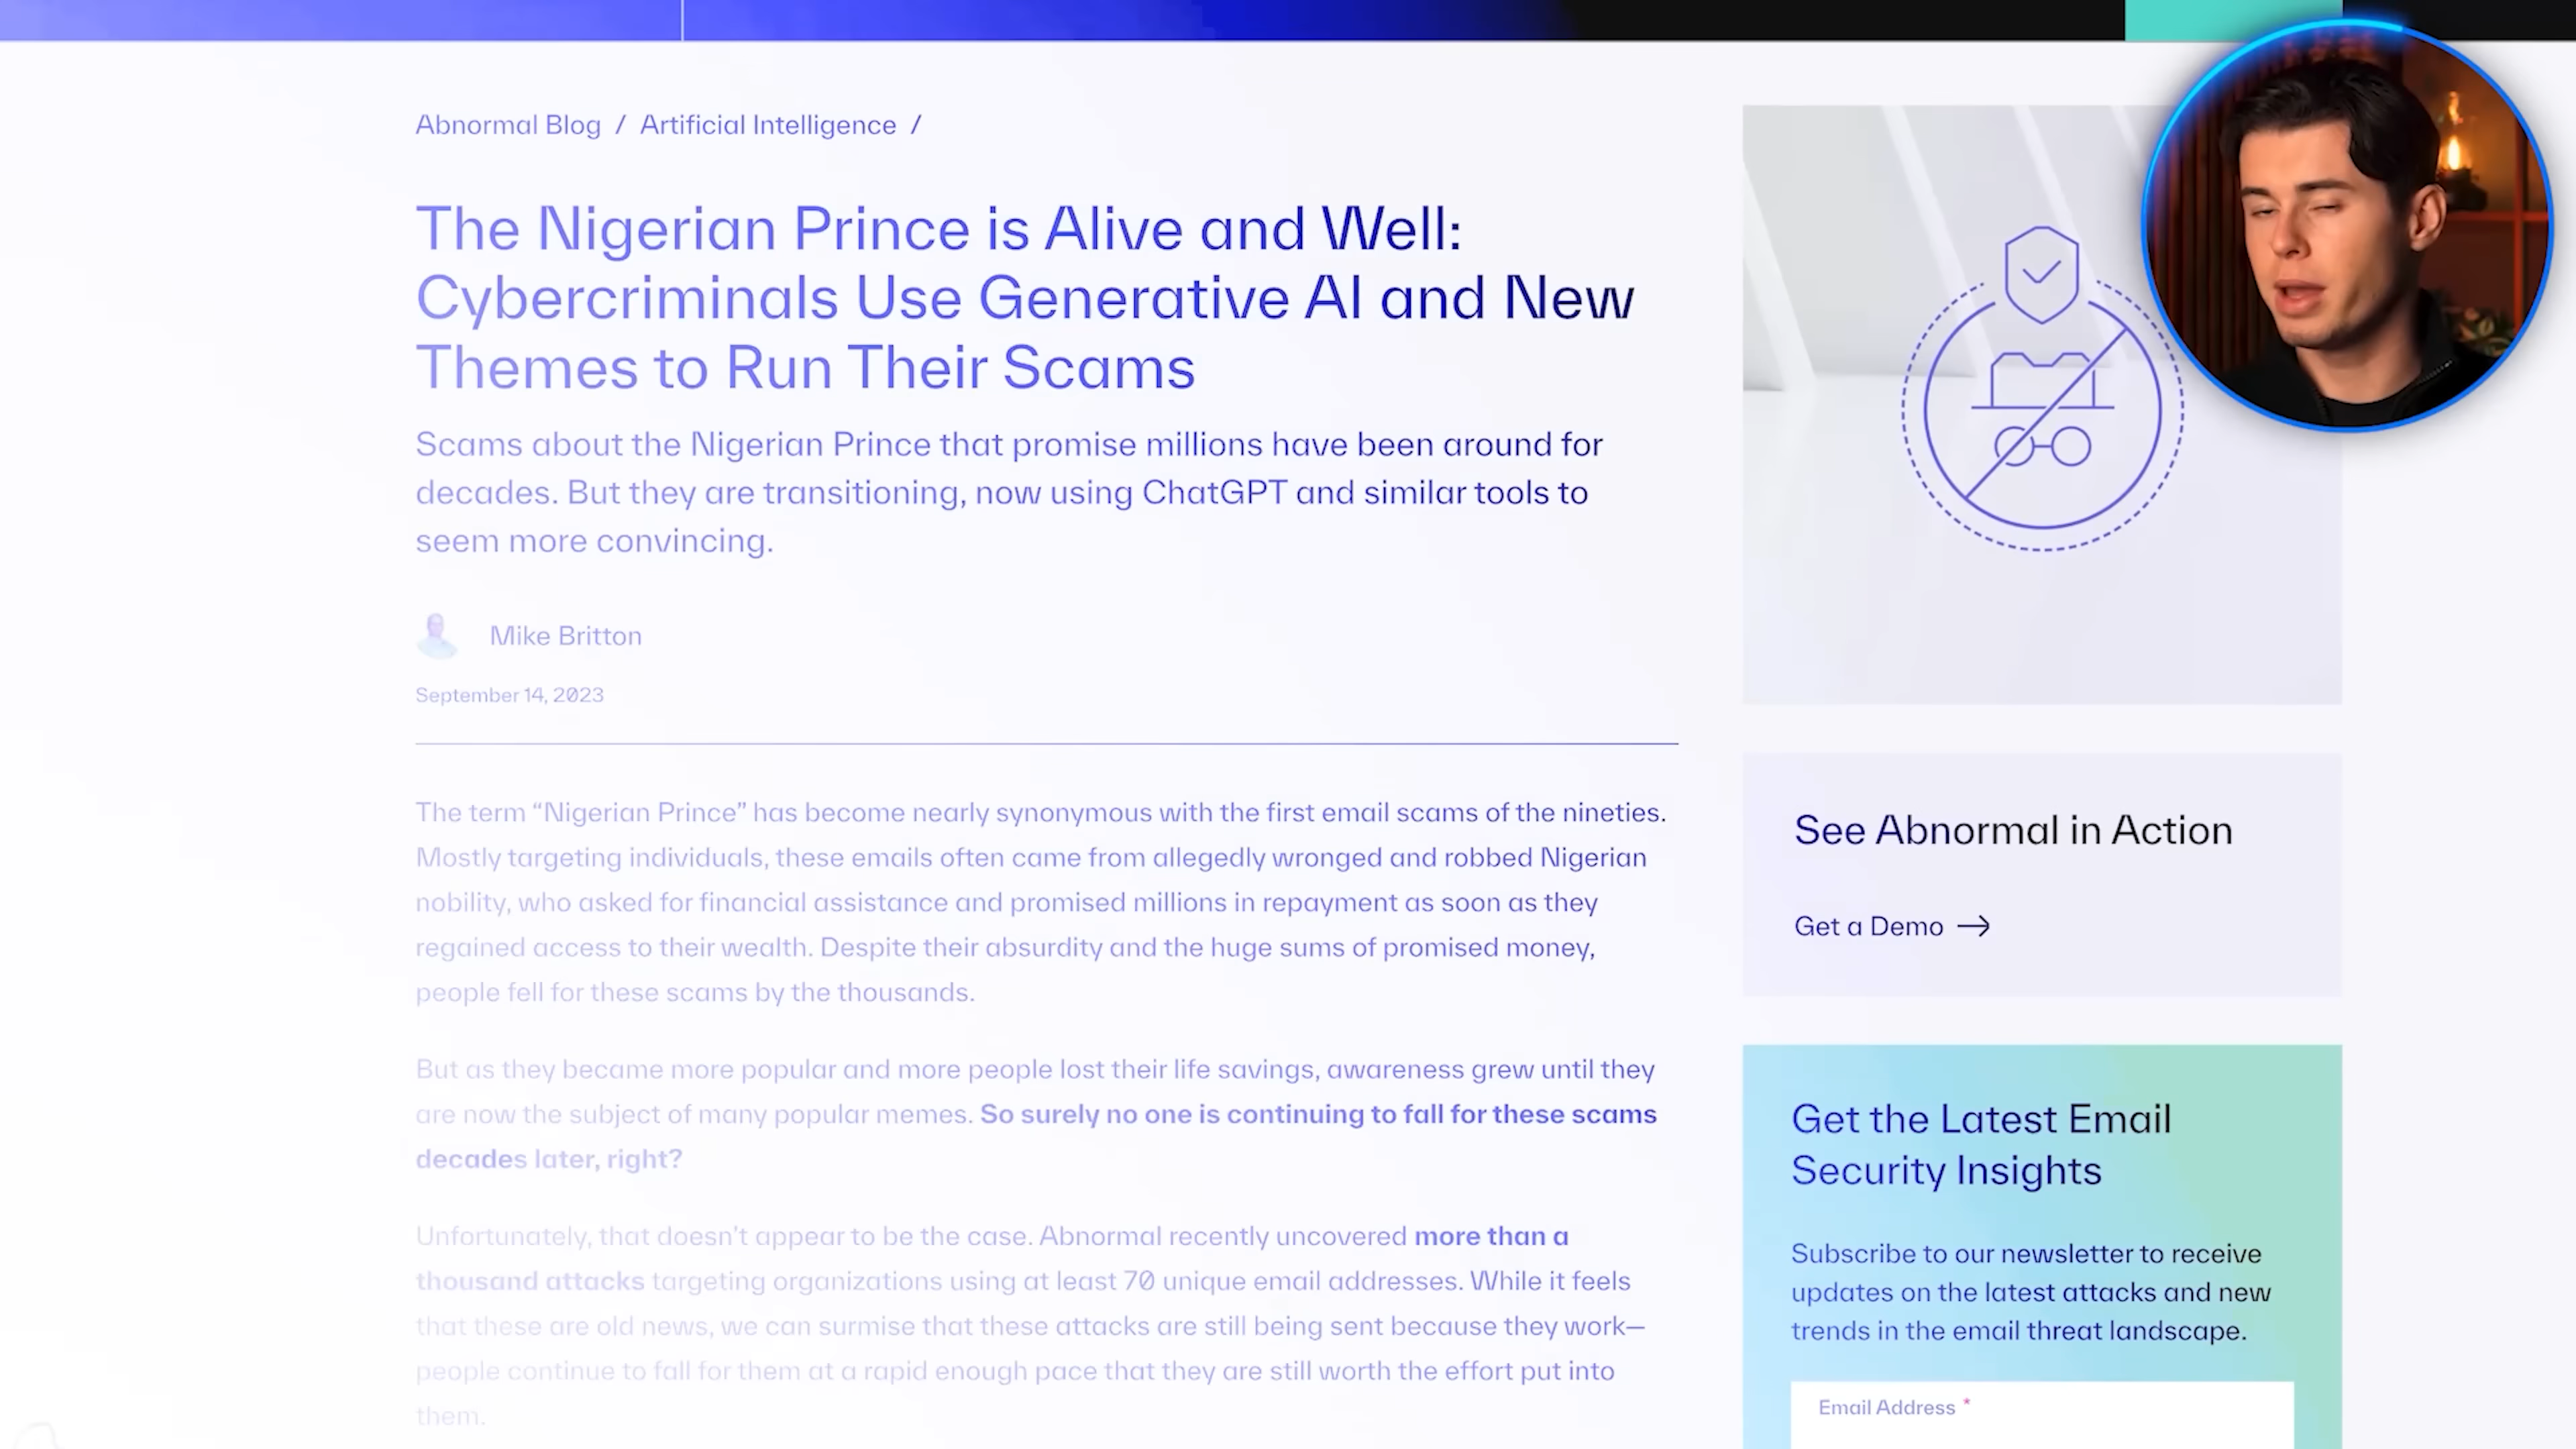 Abnormal Blog / Artificial Intelligence /
The Nigerian Prince is Alive and Well:
Cybercriminals Use Generative AI and New
Themes to Run Their Scams
Scams about the Nigerian Prince that promise millions have been around for
decades. But they are transitioning, now using ChatGPT and similar tools to
seem more convincing.
Mike Britton
September 14, 2023
The term “Nigerian Prince” has become nearly synonymous with the first email scams of the nineties.
Mostly targeting individuals, these emails often came from allegedly wronged and robbed Nigerian
nobility, who asked for financial assistance and promised millions in repayment as soon as they
regained access to their wealth. Despite their absurdity and the huge sums of promised money,
people fell for these scams by the thousands.
But as they became more popular and more people lost their life savings, awareness grew until they
are now the subject of many popular memes. So surely no one is continuing to fall for these scams
decades later, right?
Unfortunately, that doesn't appear to be the case. Abnormal recently uncovered more than a
thousand attacks targeting organizations using at least 70 unique email addresses. While it feels
that these are old news, we can surmise that these attacks are still being sent because they work—
people continue to fall for them at a rapid enough pace that they are still worth the effort put into
them.
See Abnormal in Action
Get a Demo →
Get the Latest Email
Security Insights
Subscribe to our newsletter to receive
updates on the latest attacks and new
trends in the email threat landscape.
Email Address *